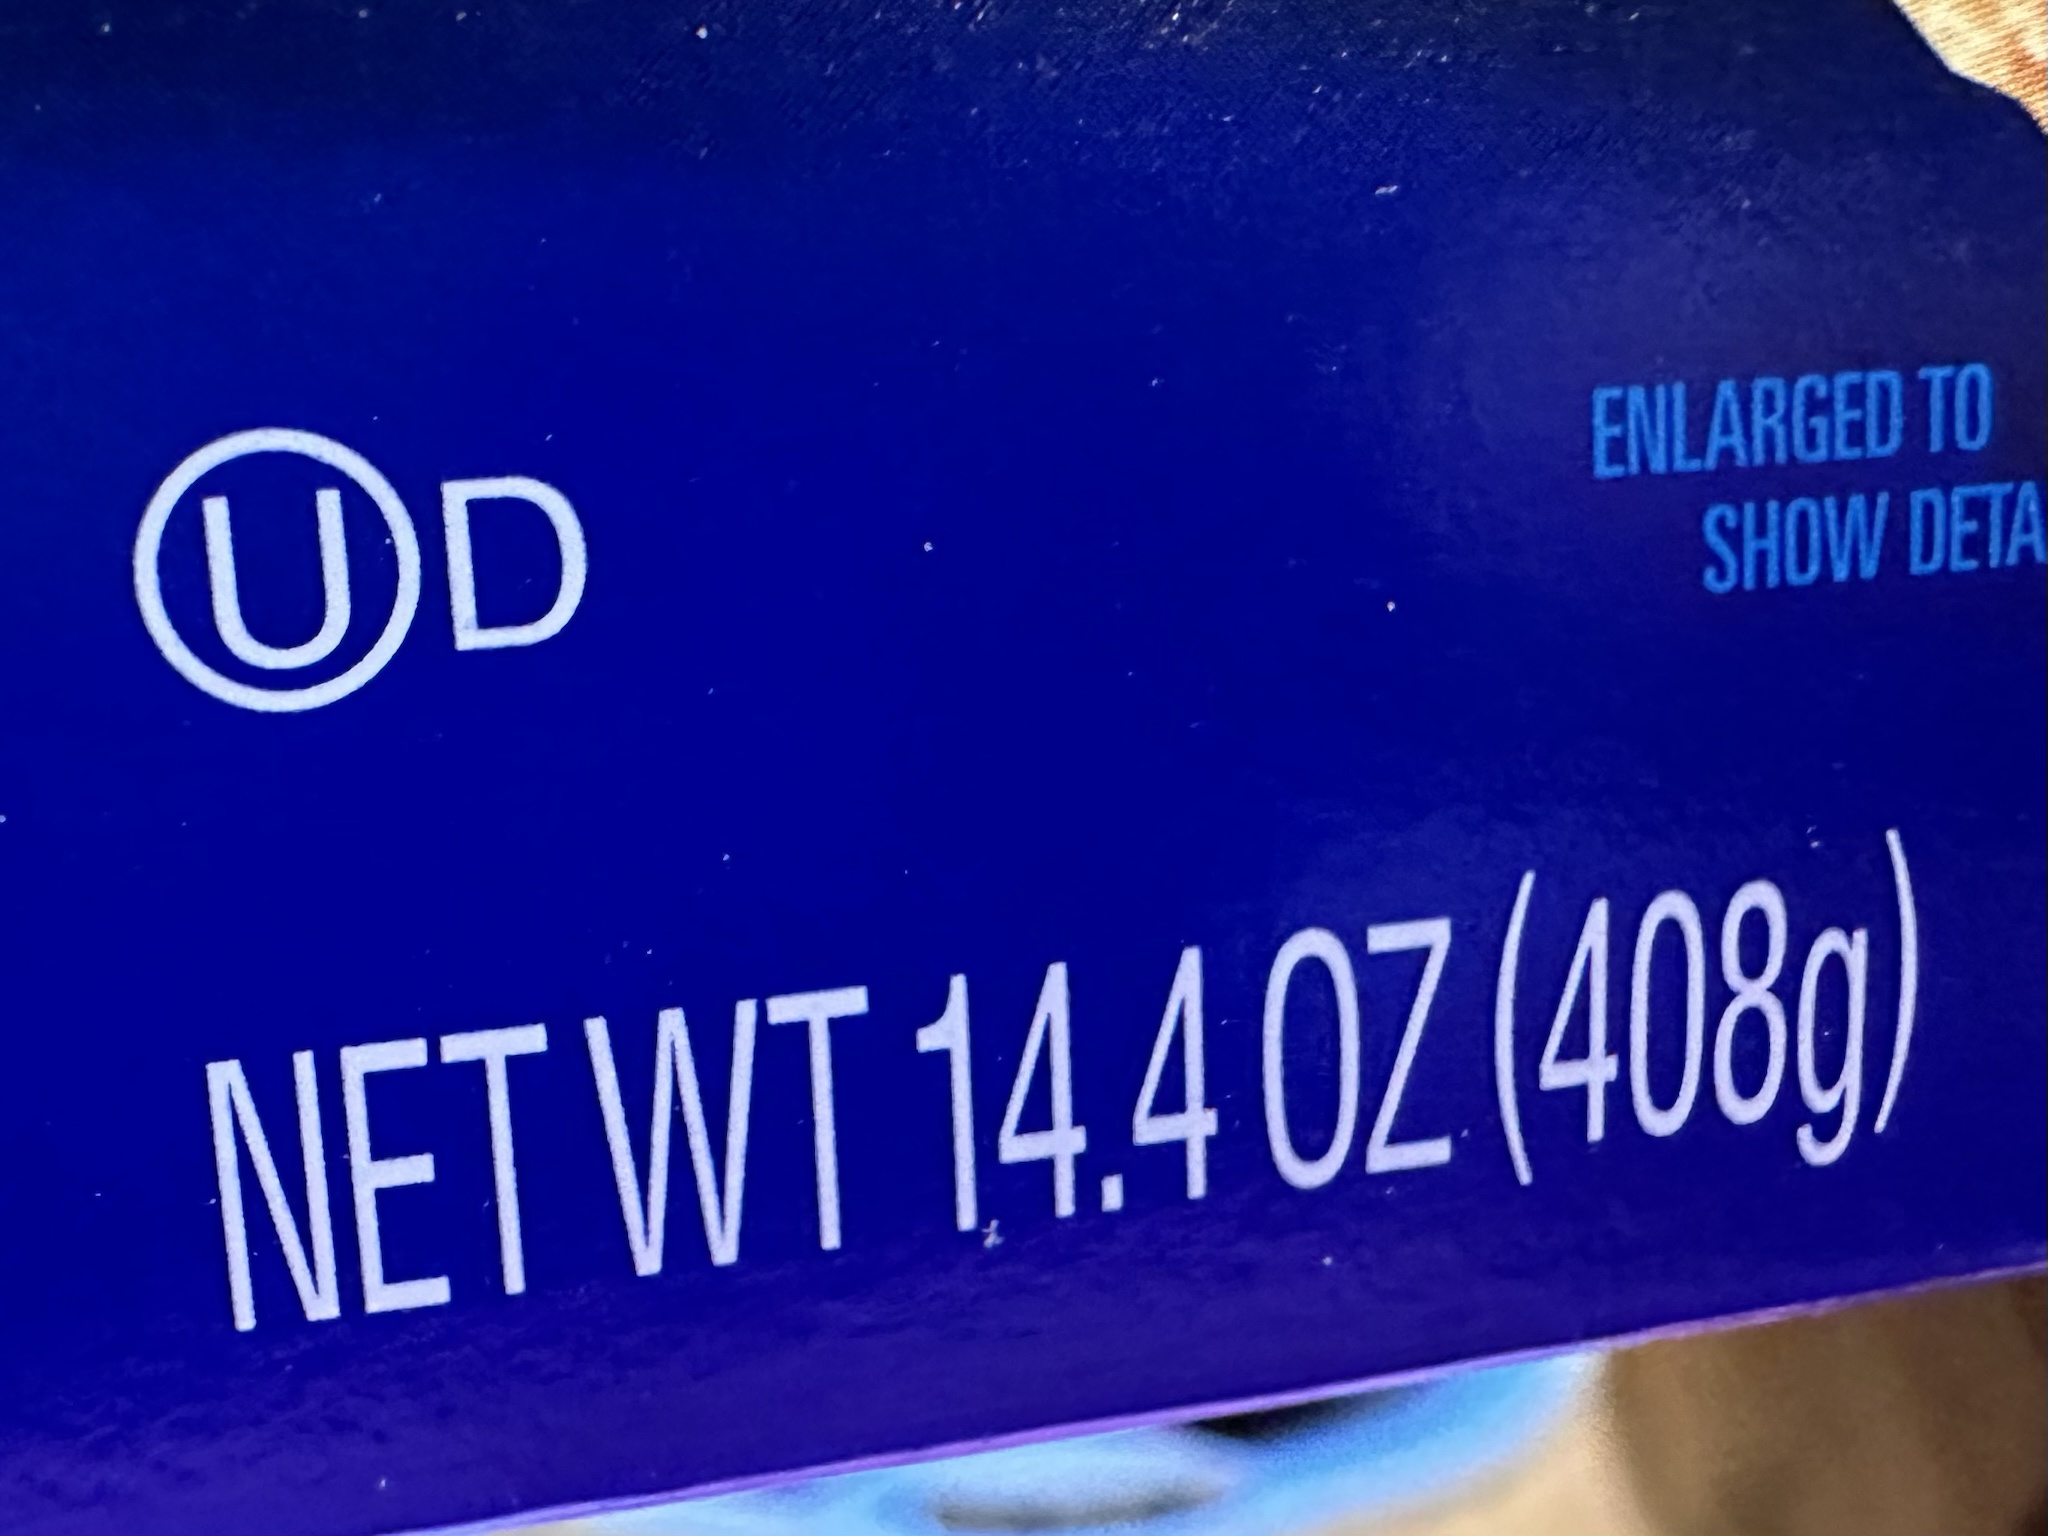 ENLARGED TO
SHOW DETA
ⓊD
NET WT 14.4 OZ (408g)